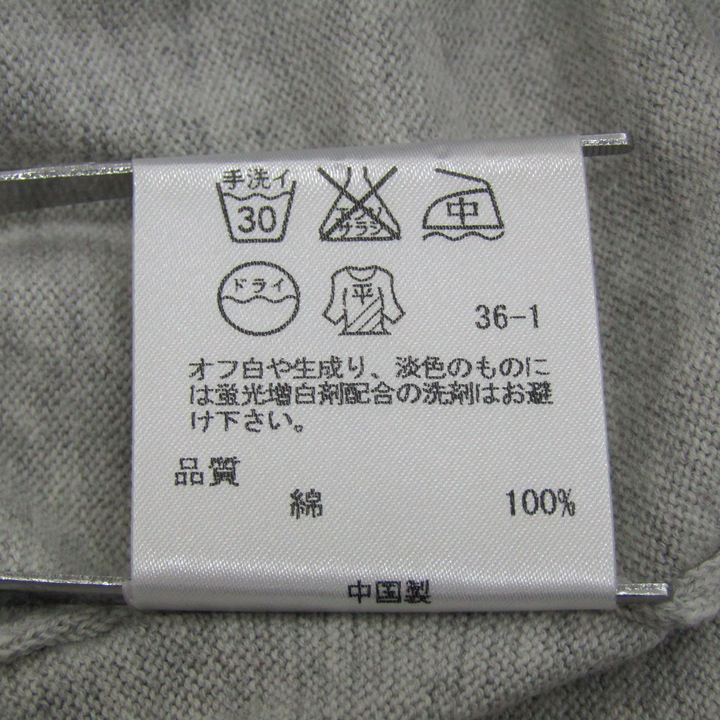 手洗イ
30
エンソ
サラシ
中
ドライ
平
36-1
オフ白や生成り、淡色のものに
は蛍光増白剤配合の洗剤はお避
け下さい。
品質
綿 100%
中国製